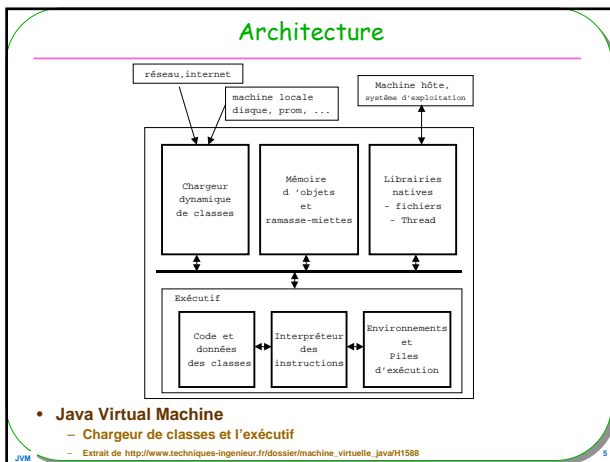 Architecture
réseau,internet
machine locale
disque, prom, ...
Machine hôte,
système d'exploitation
Chargeur
dynamique
de classes
Mémoire
d 'objets
et
ramasse-miettes
Librairies
natives
- fichiers
- Thread
Exécutif
Code et
données
des classes
Interpréteur
des
instructions
Environnements
et
Piles
d'exécution
• Java Virtual Machine
– Chargeur de classes et l'exécutif
– Extrait de http://www.techniques-ingenieur.fr/dossier/machine_virtuelle_java/H1588
JVM
5